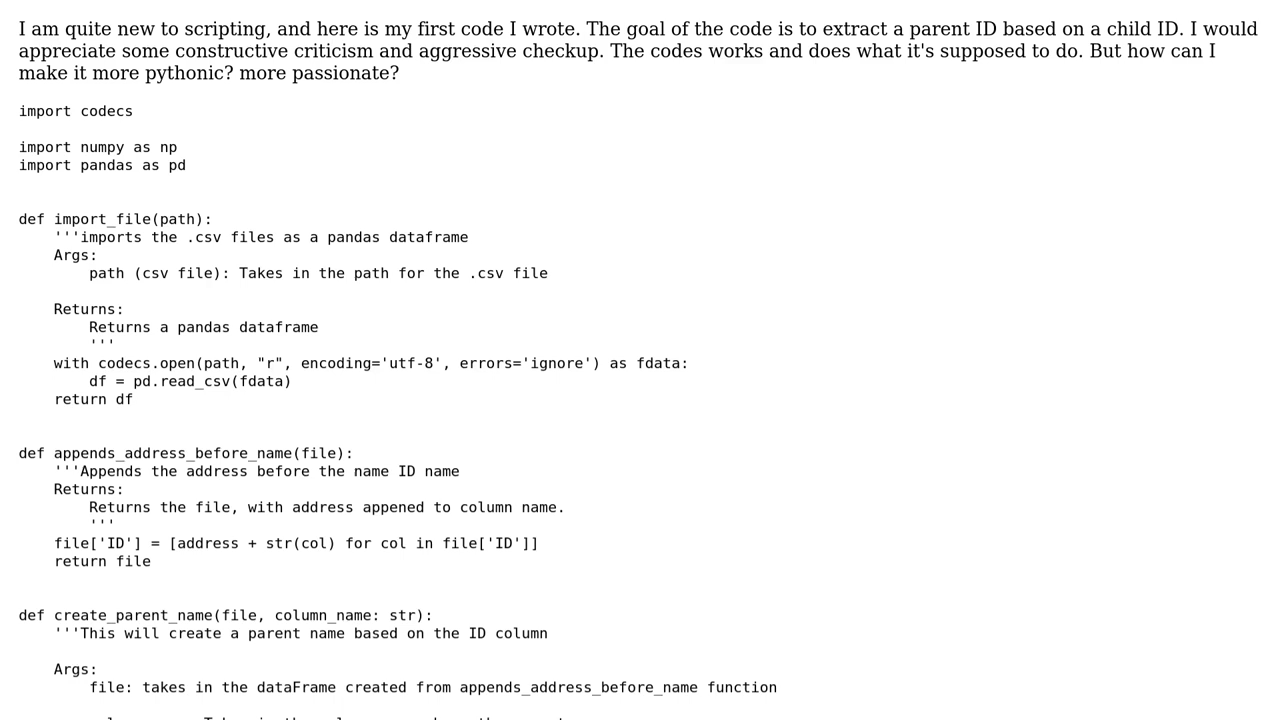 I am quite new to scripting, and here is my first code I wrote. The goal of the code is to extract a parent ID based on a child ID. I would
appreciate some constructive criticism and aggressive checkup. The codes works and does what it's supposed to do. But how can I
make it more pythonic? more passionate?
import codecs
import numpy as np
import pandas as pd
def import_file(path):
    '''imports the .csv files as a pandas dataframe
    Args:
        path (csv file): Takes in the path for the .csv file
    Returns:
        Returns a pandas dataframe
        '''
    with codecs.open(path, "r", encoding='utf-8', errors='ignore') as fdata:
        df = pd.read_csv(fdata)
    return df
def appends_address_before_name(file):
    '''Appends the address before the name ID name
    Returns:
        Returns the file, with address appened to column name.
        '''
    file['ID'] = [address + str(col) for col in file['ID']]
    return file
def create_parent_name(file, column_name: str):
    '''This will create a parent name based on the ID column
    Args:
        file: takes in the dataFrame created from appends_address_before_name function